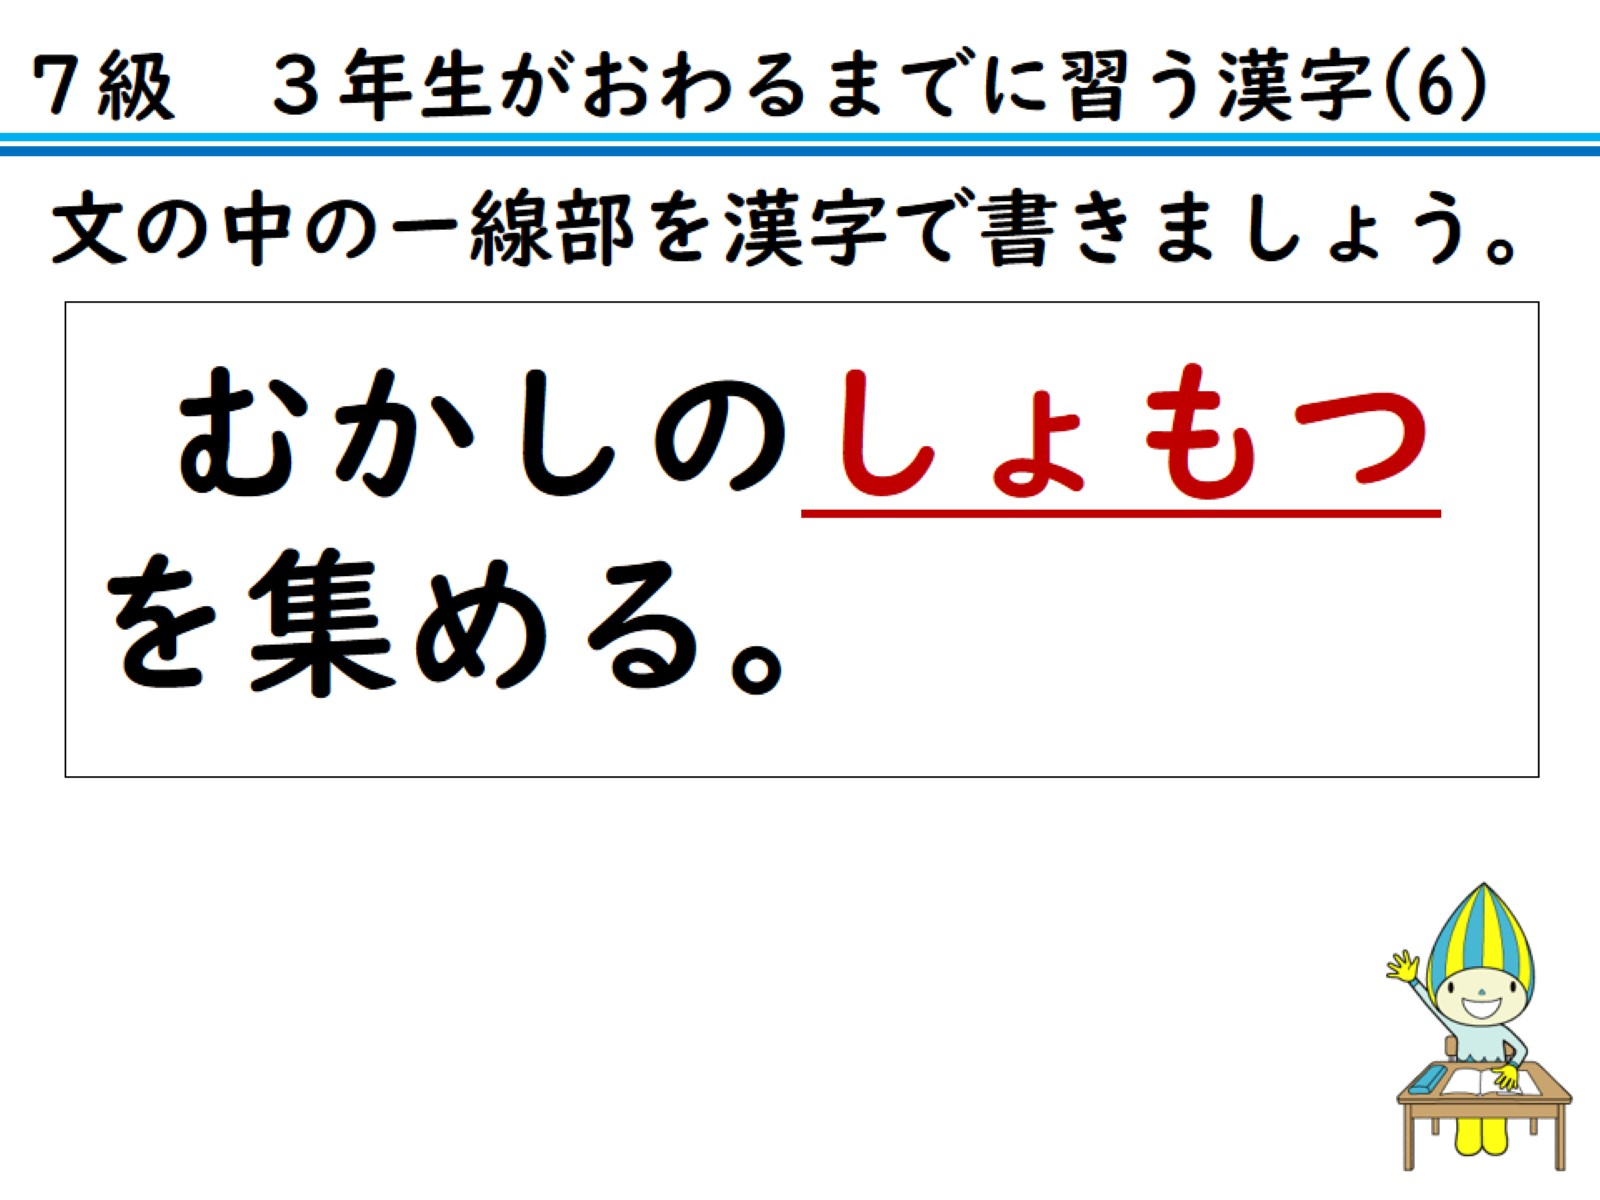 ７級　３年生がおわるまでに習う漢字(6)
文の中の一線部を漢字で書きましょう。
むかしのしょもつ
を集める。